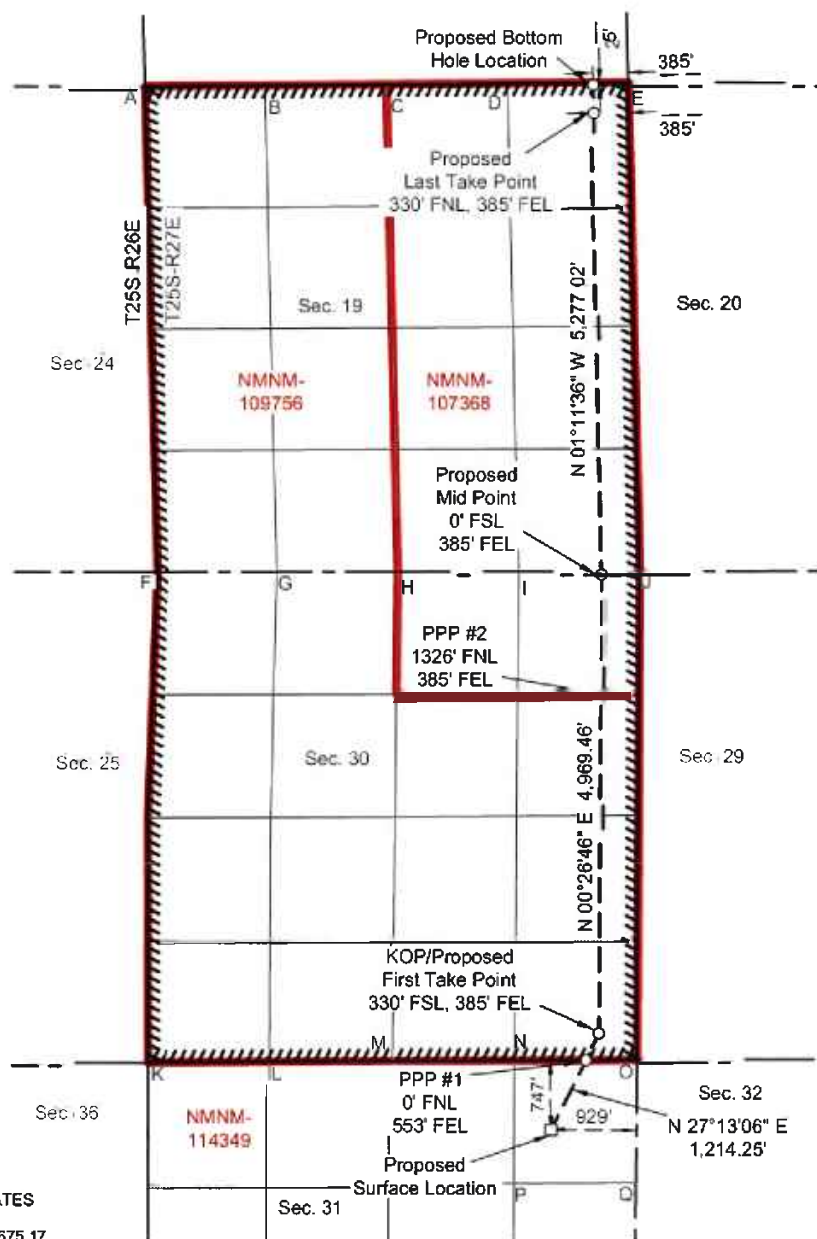 Proposed Bottom
Hole Location
25'
385'
A
B
C
D
E
385'
Proposed
Last Take Point
330' FNL, 385' FEL
T25S-R26E
T25S-R27E
Sec. 19
Sec. 20
Sec. 24
NMNM-
109756
NMNM-
107368
N 01°11'36" W 5,277.02'
Proposed
Mid Point
0' FSL
385' FEL
F
G
H
I
J
PPP #2
1326' FNL
385' FEL
Sec. 25
Sec. 30
Sec. 29
N 00°26'46" E 4,969.46'
KOP/Proposed
First Take Point
330' FSL, 385' FEL
M
N
K
L
O
PPP #1
0' FNL
553' FEL
747'
929'
Sec. 32
Sec. 36
NMNM-
114349
N 27°13'06" E
1,214.25'
Proposed
Surface Location
P
Q
Sec. 31
ATES
675.17